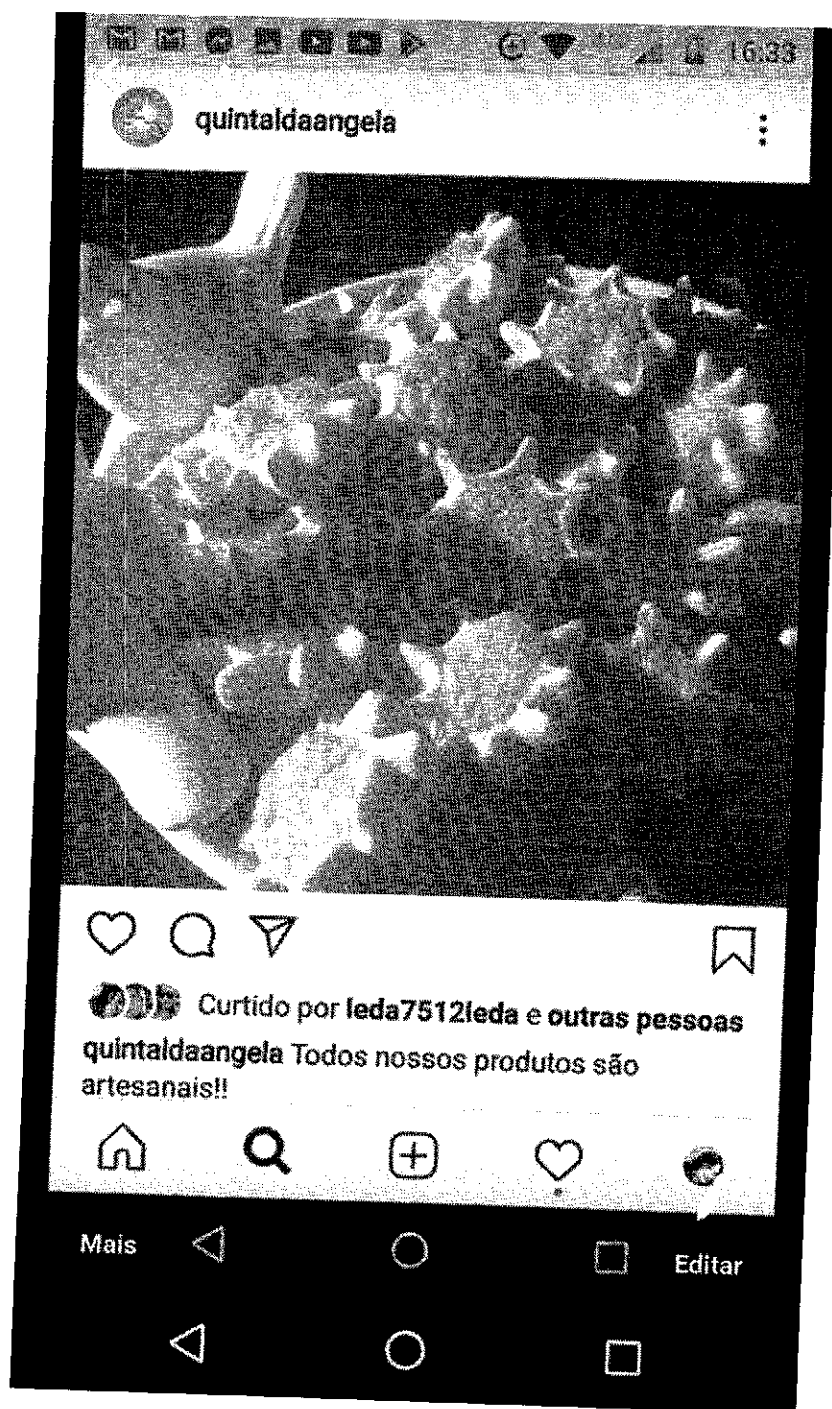 16:33
quintaldaangela
Curtido por leda7512leda e outras pessoas
quintaldaangela Todos nossos produtos são
artesanais!!
Mais
Editar